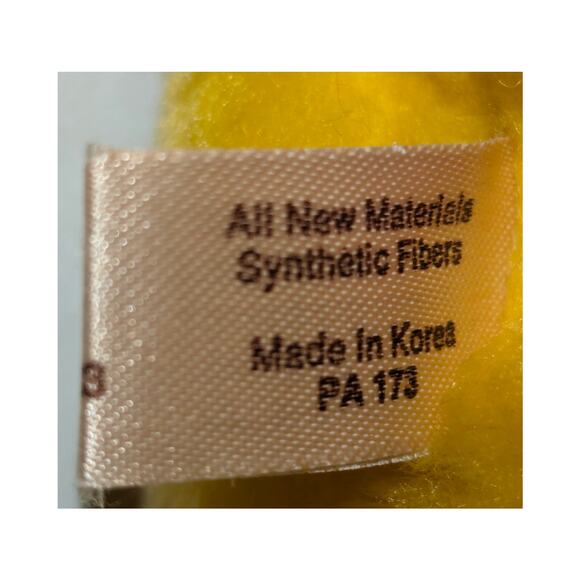 All New Materials
Synthetic Fibers
Made In Korea
PA 173